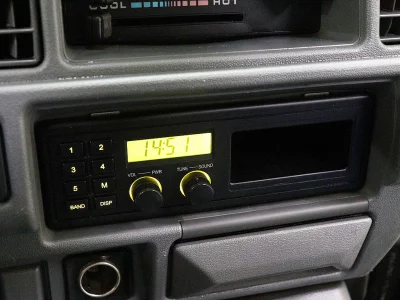 COOL HOT
14:51
1 2
3 4
5 M
BAND DISP
VOL PWR TUNE SOUND